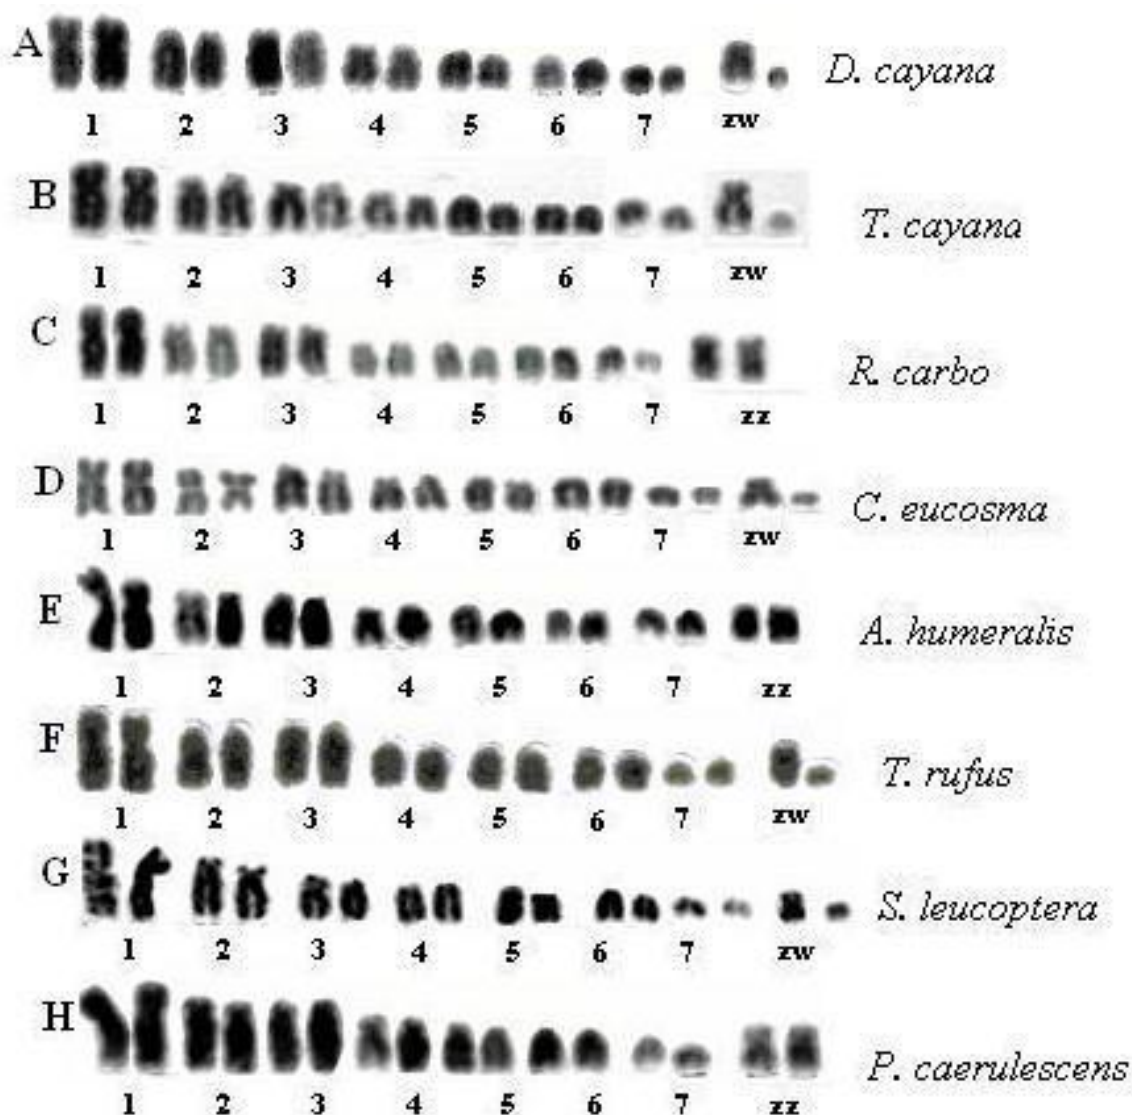 A D. cayana
1 2 3 4 5 6 7 zw
B T. cayana
1 2 3 4 5 6 7 zw
C R. carbo
1 2 3 4 5 6 7 zz
D C. eucosma
1 2 3 4 5 6 7 zw
E A. humeralis
1 2 3 4 5 6 7 zz
F T. rufus
1 2 3 4 5 6 7 zw
G S. leucoptera
1 2 3 4 5 6 7 zw
H P. caerulescens
1 2 3 4 5 6 7 zz